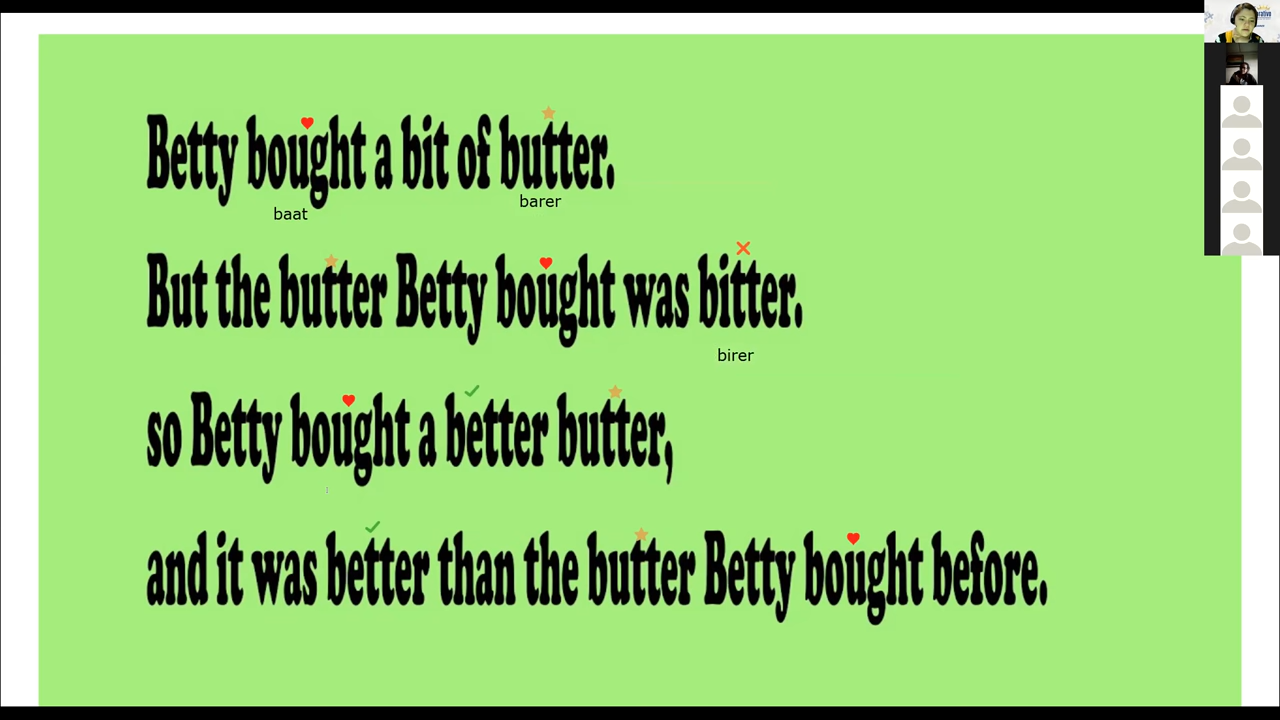 Betty bought a bit of butter.
baat barer
But the butter Betty bought was bitter.
birer
so Betty bought a better butter,
and it was better than the butter Betty bought before.